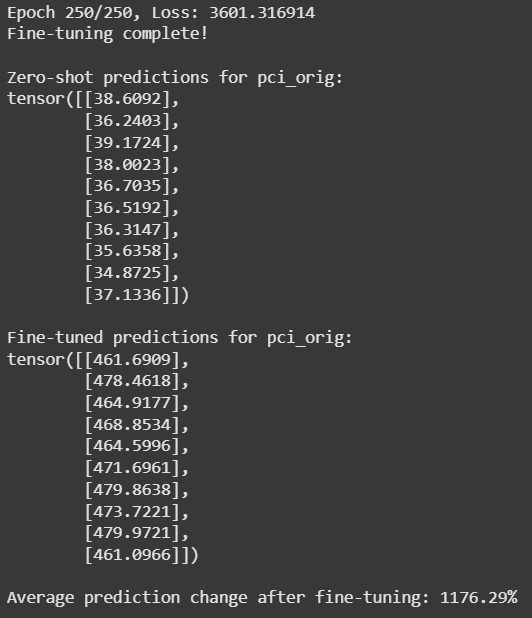 Epoch 250/250, Loss: 3601.316914
Fine-tuning complete!
Zero-shot predictions for pci_orig:
tensor([[38.6092],
[36.2403],
[39.1724],
[38.0023],
[36.7035],
[36.5192],
[36.3147],
[35.6358],
[34.8725],
[37.1336]])
Fine-tuned predictions for pci_orig:
tensor([[461.6909],
[478.4618],
[464.9177],
[468.8534],
[464.5996],
[471.6961],
[479.8638],
[473.7221],
[479.9721],
[461.0966]])
Average prediction change after fine-tuning: 1176.29%